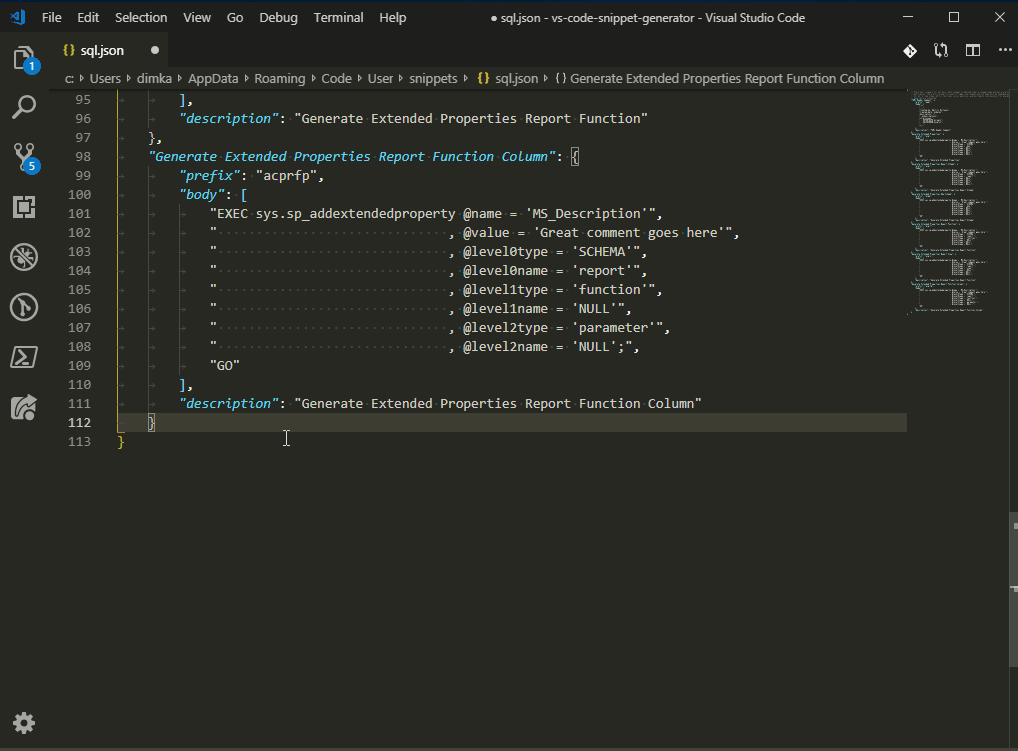 File Edit Selection View Go Debug Terminal Help ● sql.json - vs-code-snippet-generator - Visual Studio Code
{} sql.json ●
c: › Users › dimka › AppData › Roaming › Code › User › snippets › {} sql.json › {} Generate Extended Properties Report Function Column
1
5
95 ],
96 "description": "Generate Extended Properties Report Function"
97 },
98 "Generate Extended Properties Report Function Column": {
99 "prefix": "acprfp",
100 "body": [
101 "EXEC sys.sp_addextendedproperty @name = 'MS_Description'",
102 " , @value = 'Great comment goes here'",
103 " , @level0type = 'SCHEMA'",
104 " , @level0name = 'report'",
105 " , @level1type = 'function'",
106 " , @level1name = 'NULL'",
107 " , @level2type = 'parameter'",
108 " , @level2name = 'NULL';",
109 "GO"
110 ],
111 "description": "Generate Extended Properties Report Function Column"
112 }
113 }